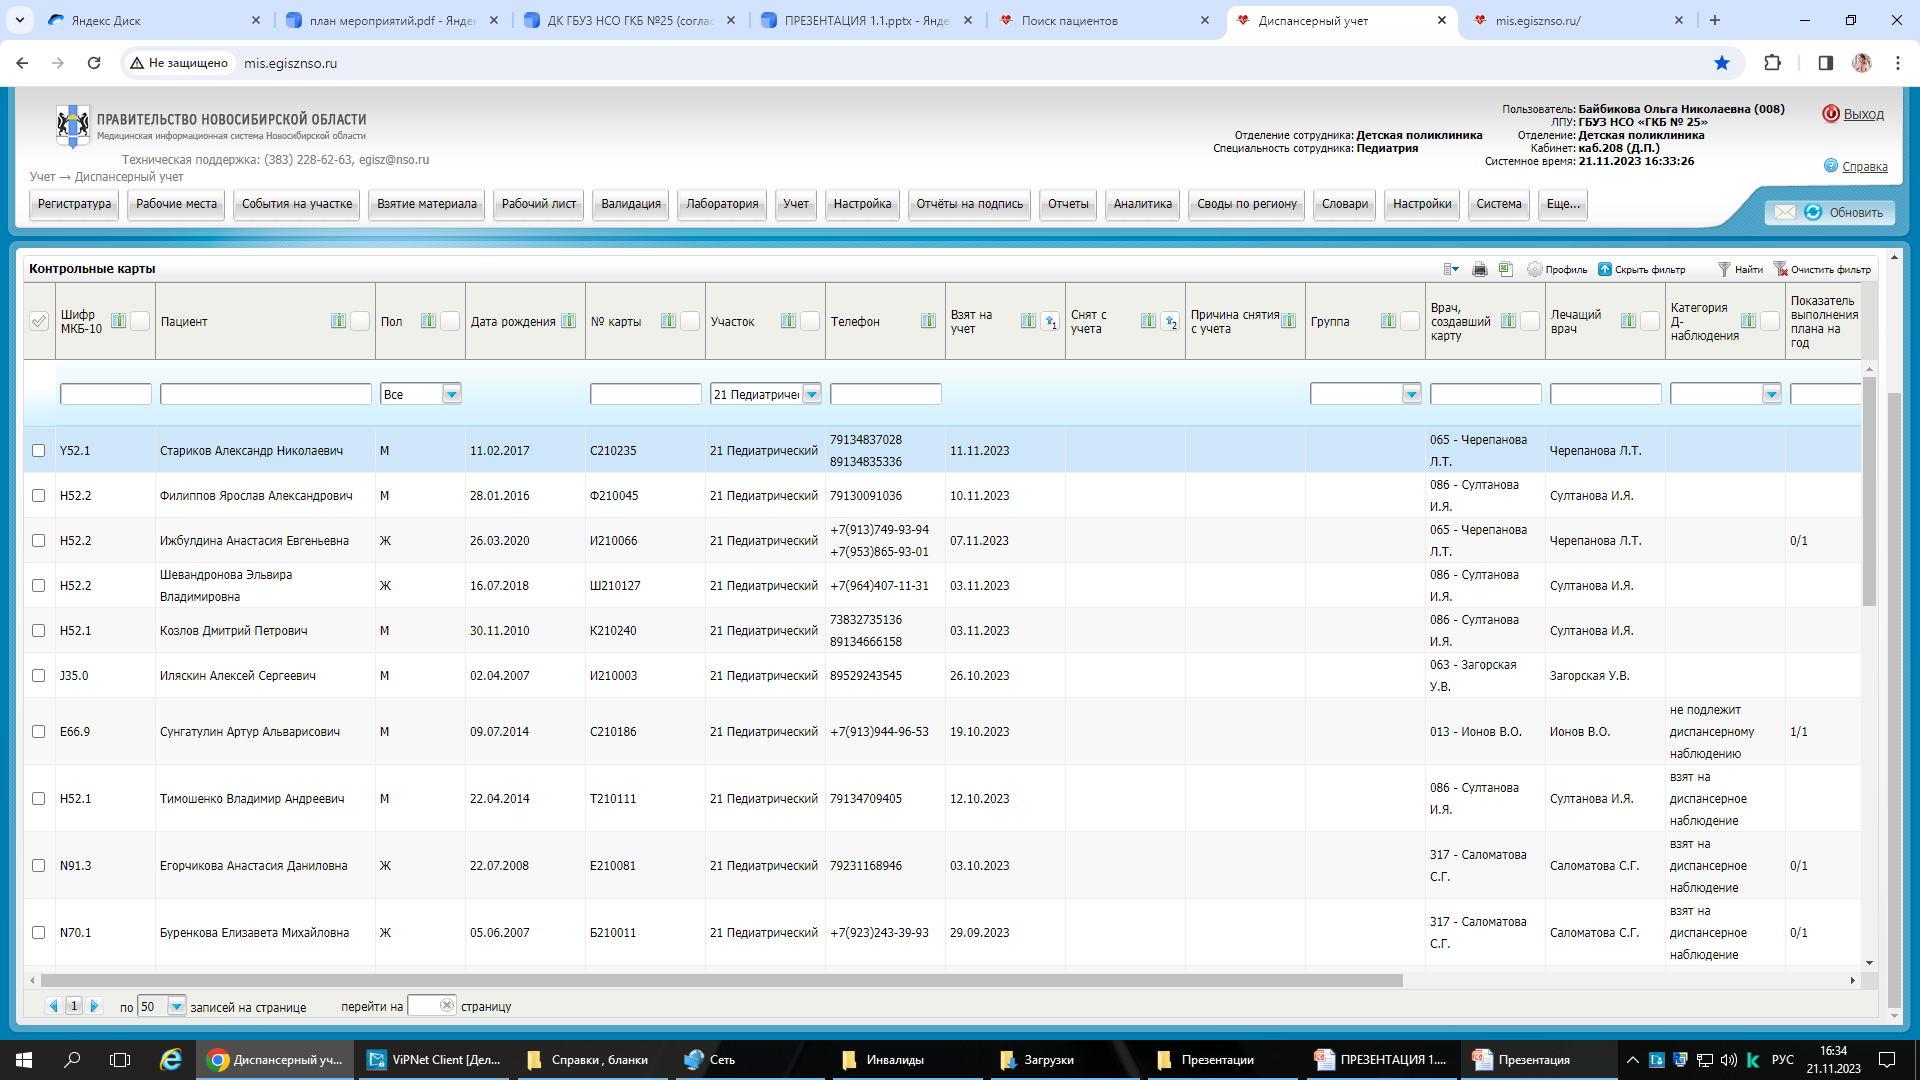 Яндекс Диск
план мероприятий.pdf - Яндек
ДК ГБУЗ НСО ГКБ №25 (соглас
ПРЕЗЕНТАЦИЯ 1.1.pptx - Янде
Поиск пациентов
Диспансерный учет
mis.egisznso.ru/
Не защищено
mis.egisznso.ru
ПРАВИТЕЛЬСТВО НОВОСИБИРСКОЙ ОБЛАСТИ
Медицинская информационная система Новосибирской области
Техническая поддержка: (383) 228-62-63, egisz@nso.ru
Учет → Диспансерный учет
Пользователь: Байбикова Ольга Николаевна (008)
ЛПУ: ГБУЗ НСО «ГКБ № 25»
Отделение сотрудника: Детская поликлиника Отделение: Детская поликлиника
Специальность сотрудника: Педиатрия Кабинет: каб.208 (Д.П.)
Системное время: 21.11.2023 16:33:26
Выход
Справка
Регистратура Рабочие места События на участке Взятие материала Рабочий лист Валидация Лаборатория Учет Настройка Отчёты на подпись Отчеты Аналитика Своды по региону Словари Настройки Система Еще...
Обновить
Контрольные карты
Профиль Скрыть фильтр Найти Очистить фильтр
Шифр
МКБ-10
Пациент
Пол
Дата рождения
№ карты
Участок
Телефон
Взят на
учет
1
Снят с
учета
2
Причина снятия
с учета
Группа
Врач,
создавший
карту
Лечащий
врач
Категория
Д-
наблюдения
Показатель
выполнения
плана на
год
Все
21 Педиатричес
Y52.1 Стариков Александр Николаевич М 11.02.2017 С210235 21 Педиатрический 79134837028
89134835336 11.11.2023 065 - Черепанова
Л.Т. Черепанова Л.Т.
H52.2 Филиппов Ярослав Александрович М 28.01.2016 Ф210045 21 Педиатрический 79130091036 10.11.2023 086 - Султанова
И.Я. Султанова И.Я.
H52.2 Ижбулдина Анастасия Евгеньевна Ж 26.03.2020 И210066 21 Педиатрический +7(913)749-93-94
+7(953)865-93-01 07.11.2023 065 - Черепанова
Л.Т. Черепанова Л.Т. 0/1
H52.2 Шевандронова Эльвира
Владимировна Ж 16.07.2018 Ш210127 21 Педиатрический +7(964)407-11-31 03.11.2023 086 - Султанова
И.Я. Султанова И.Я.
H52.1 Козлов Дмитрий Петрович М 30.11.2010 К210240 21 Педиатрический 73832735136
89134666158 03.11.2023 086 - Султанова
И.Я. Султанова И.Я.
J35.0 Иляскин Алексей Сергеевич М 02.04.2007 И210003 21 Педиатрический 89529243545 26.10.2023 063 - Загорская
У.В. Загорская У.В.
E66.9 Сунгатулин Артур Альварисович М 09.07.2014 С210186 21 Педиатрический +7(913)944-96-53 19.10.2023 013 - Ионов В.О. Ионов В.О. не подлежит
диспансерному
наблюдению 1/1
H52.1 Тимошенко Владимир Андреевич М 22.04.2014 Т210111 21 Педиатрический 79134709405 12.10.2023 086 - Султанова
И.Я. Султанова И.Я. взят на
диспансерное
наблюдение
N91.3 Егорчикова Анастасия Даниловна Ж 22.07.2008 Е210081 21 Педиатрический 79231168946 03.10.2023 317 - Саломатова
С.Г. Саломатова С.Г. взят на
диспансерное
наблюдение 0/1
N70.1 Буренкова Елизавета Михайловна Ж 05.06.2007 Б210011 21 Педиатрический +7(923)243-39-93 29.09.2023 317 - Саломатова
С.Г. Саломатова С.Г. взят на
диспансерное
наблюдение 0/1
1 по 50 записей на странице перейти на страницу
Диспансерный уч...
ViPNet Client [Дел...
Справки , бланки
Сеть
Инвалиды
Загрузки
Презентации
ПРЕЗЕНТАЦИЯ 1....
Презентация
РУС
16:34
21.11.2023